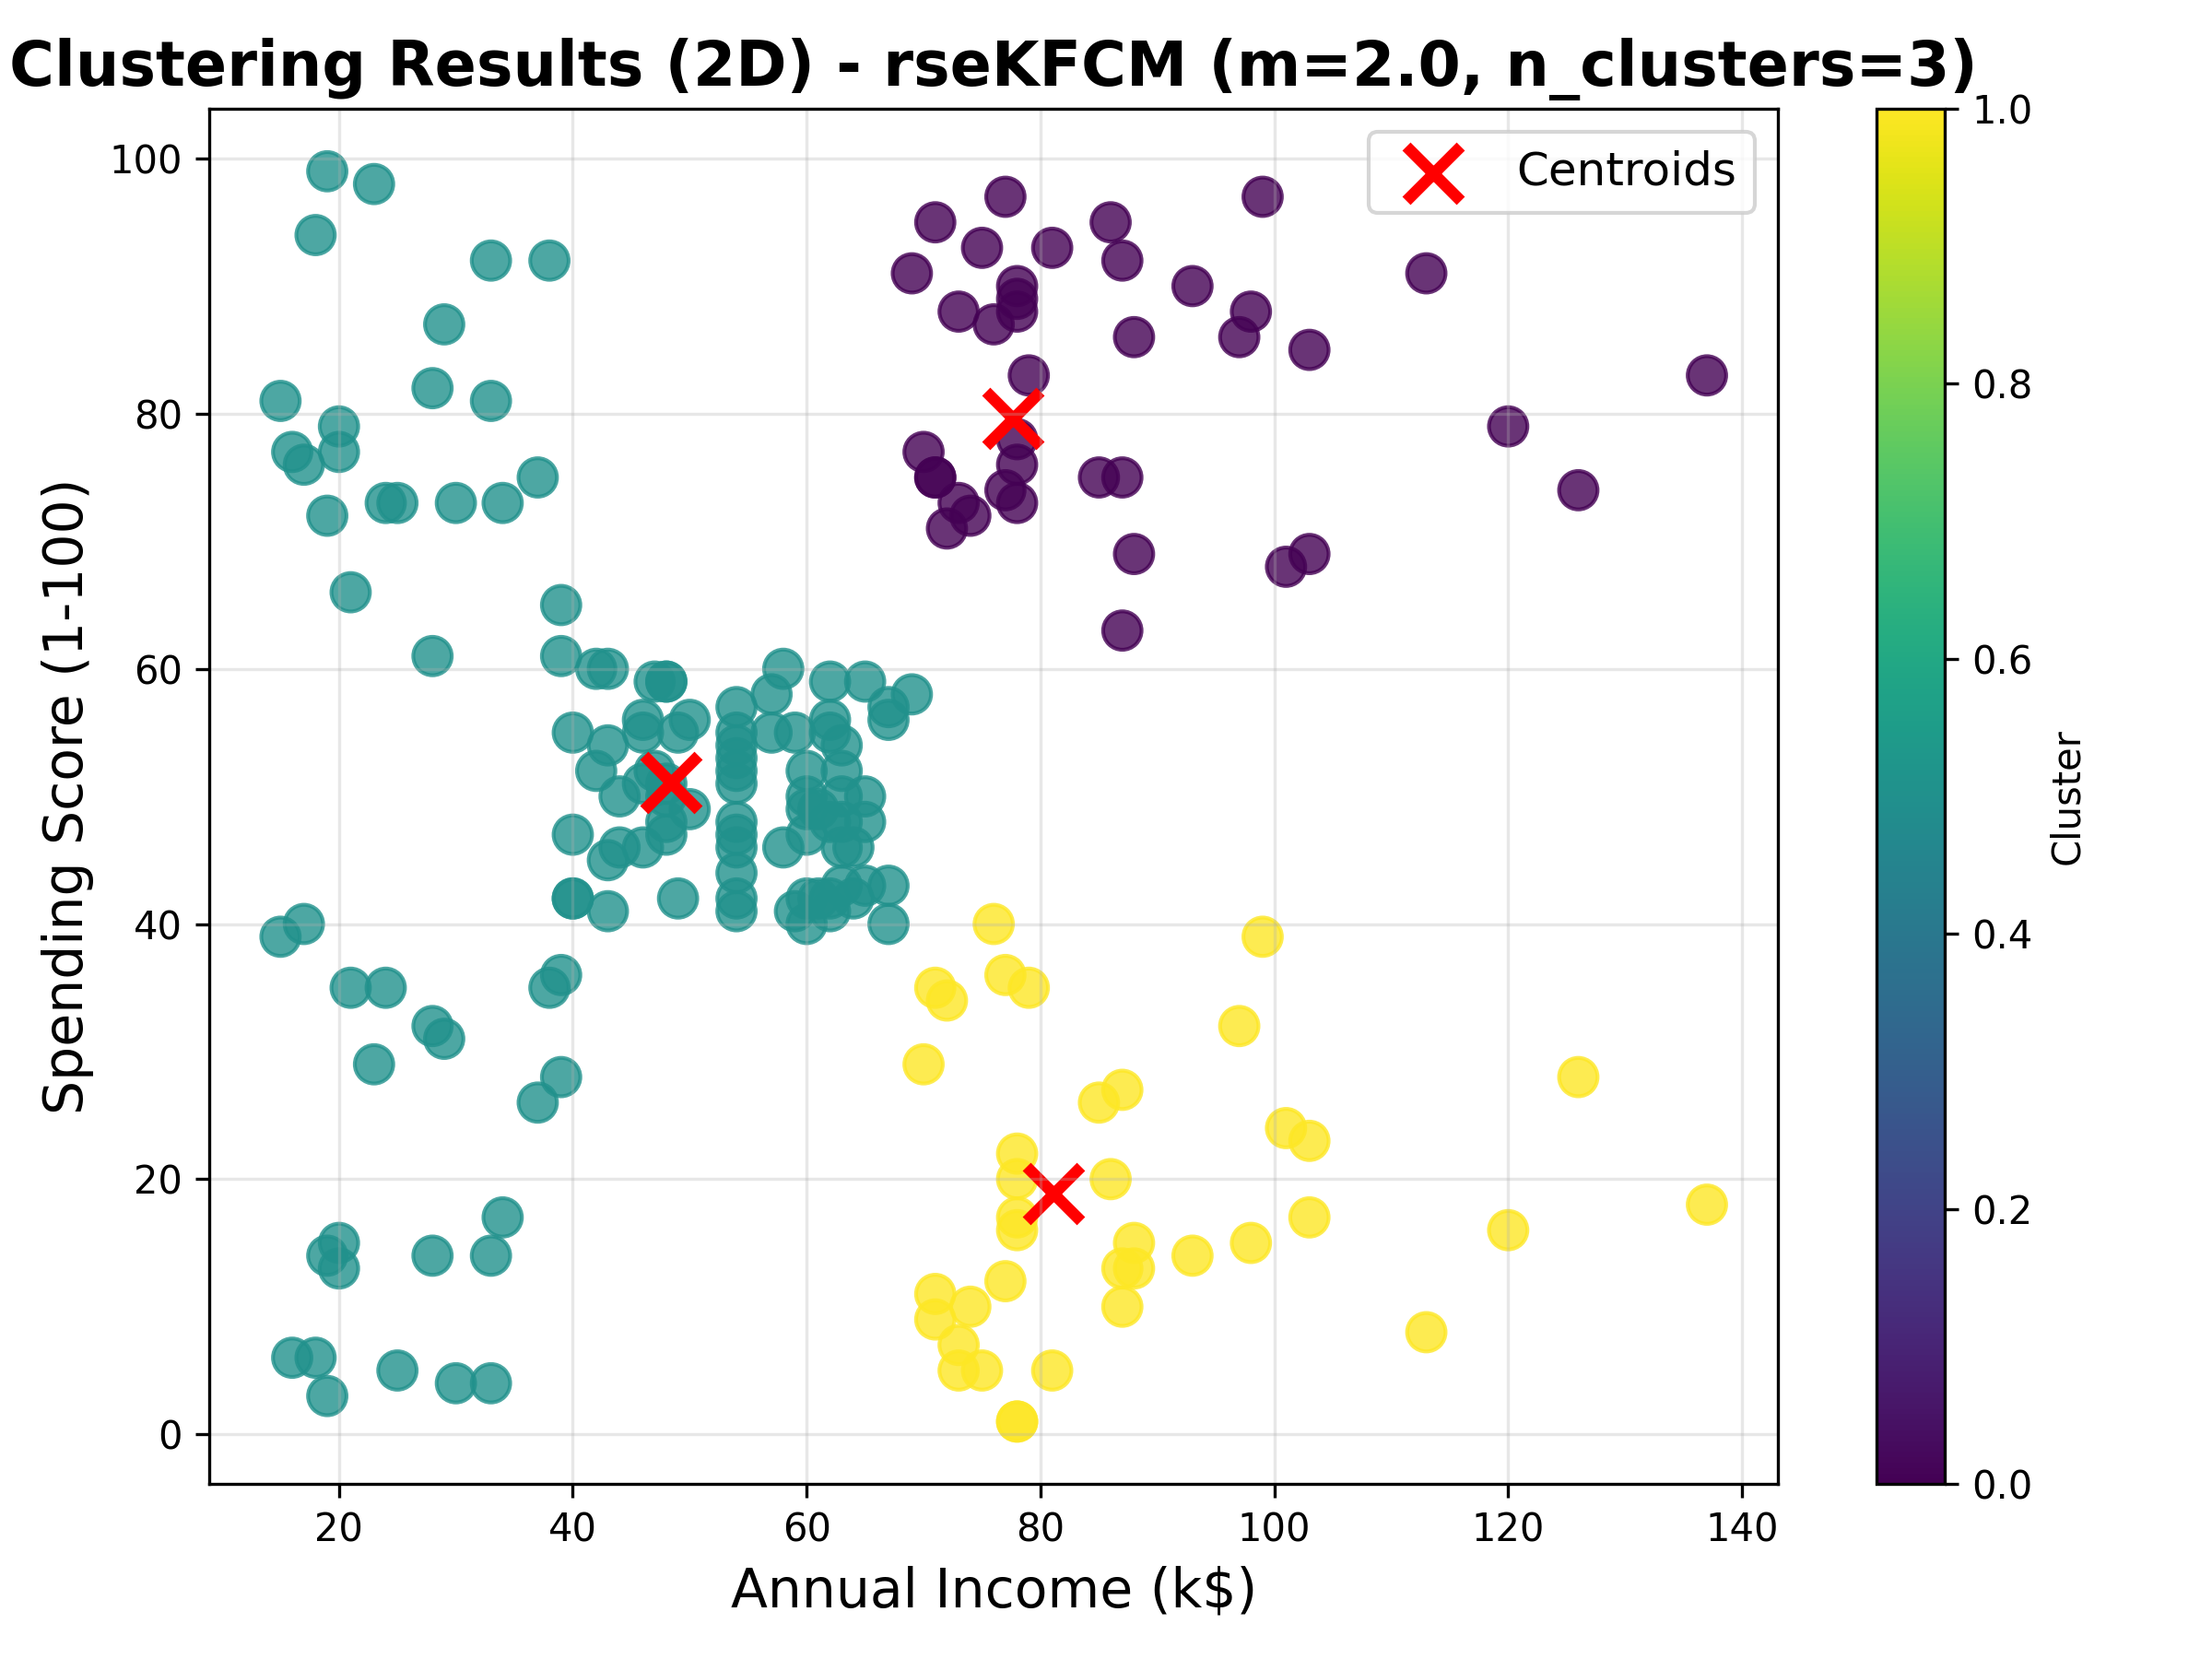 Clustering Results (2D) - rseKFCM (m=2.0, n_clusters=3)
Centroids
Spending Score (1-100)
100
80
60
40
20
0
20 40 60 80 100 120 140
Annual Income (k$)
1.0
0.8
0.6
0.4
0.2
0.0
Cluster